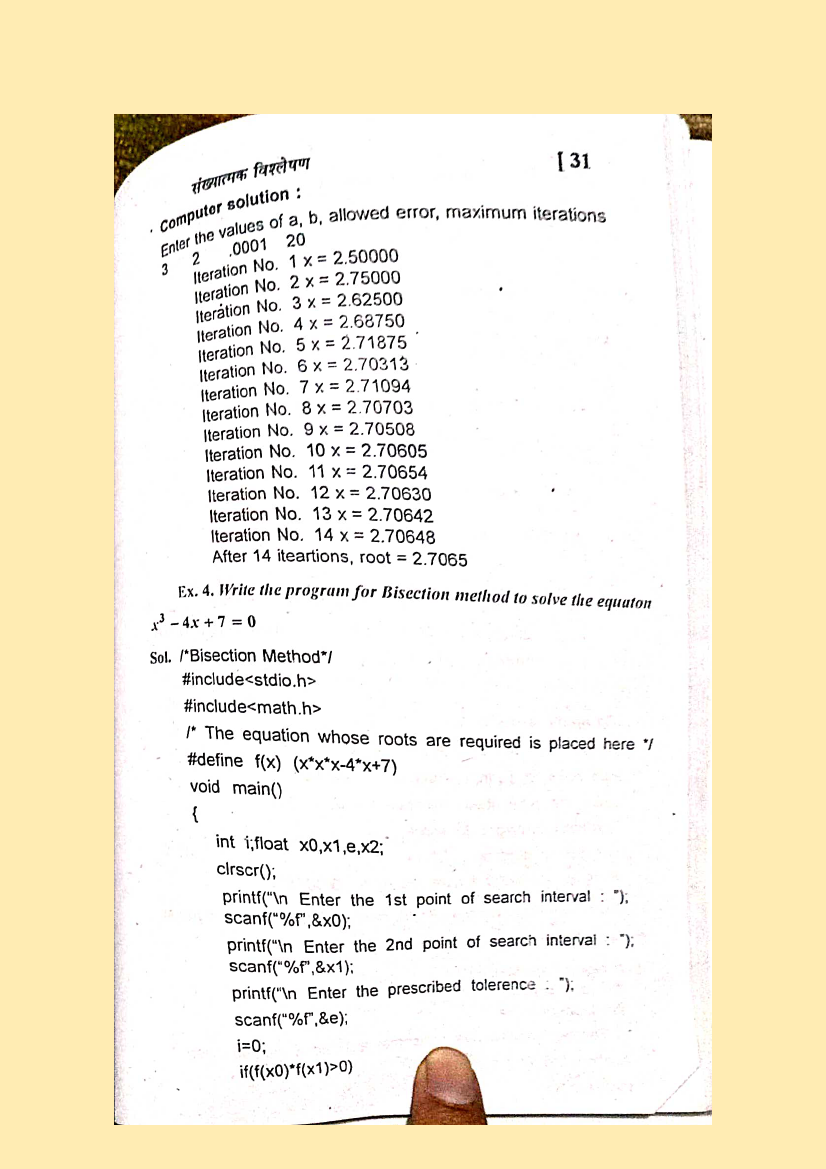 संख्यात्मक विश्लेषण [ 31
Computer solution :
Enter the values of a, b, allowed error, maximum iterations
3 2 .0001 20
Iteration No. 1 x = 2.50000
Iteration No. 2 x = 2.75000
Iteration No. 3 x = 2.62500
Iteration No. 4 x = 2.68750
Iteration No. 5 x = 2.71875
Iteration No. 6 x = 2.70313
Iteration No. 7 x = 2.71094
Iteration No. 8 x = 2.70703
Iteration No. 9 x = 2.70508
Iteration No. 10 x = 2.70605
Iteration No. 11 x = 2.70654
Iteration No. 12 x = 2.70630
Iteration No. 13 x = 2.70642
Iteration No. 14 x = 2.70648
After 14 iteartions, root = 2.7065
Ex. 4. Write the program for Bisection method to solve the equaton
x³ – 4x + 7 = 0
Sol. /*Bisection Method*/
#include<stdio.h>
#include<math.h>
/* The equation whose roots are required is placed here */
#define f(x) (x*x*x-4*x+7)
void main()
{
int i;float x0,x1,e,x2;
clrscr();
printf("\n Enter the 1st point of search interval : ");
scanf("%f",&x0);
printf("\n Enter the 2nd point of search interval : ");
scanf("%f",&x1);
printf("\n Enter the prescribed tolerence : ");
scanf("%f",&e);
i=0;
if(f(x0)*f(x1)>0)